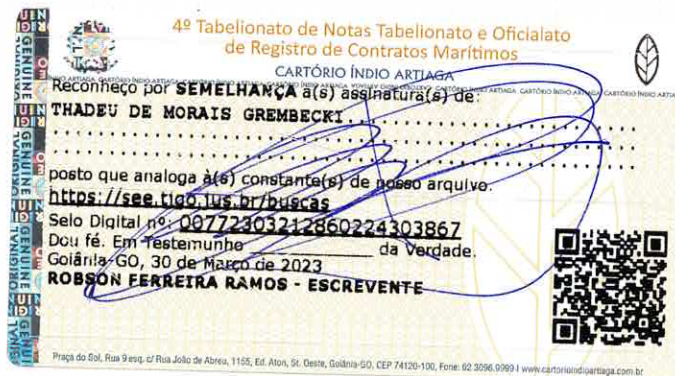 4º Tabelionato de Notas Tabelionato e Oficialato
de Registro de Contratos Marítimos
CARTÓRIO ÍNDIO ARTIAGA
Reconheço por SEMELHANÇA a(s) assinatura(s) de:
THADEU DE MORAIS GREMBECKI
posto que analoga à(s) constante(s) de nosso arquivo.
https://see.tjgo.jus.br/buscas
Selo Digital nº: 00772303212860224303867
Dou fé. Em Testemunho ____________ da Verdade.
Goiânia-GO, 30 de Março de 2023
ROBSON FERREIRA RAMOS - ESCREVENTE
Praça do Sol, Rua 9 esq. c/ Rua João de Abreu, 1155, Ed. Aton, St. Oeste, Goiânia-GO, CEP 74120-100, Fone: 62 3096.9999 I www.cartorioindioartiaga.com.br